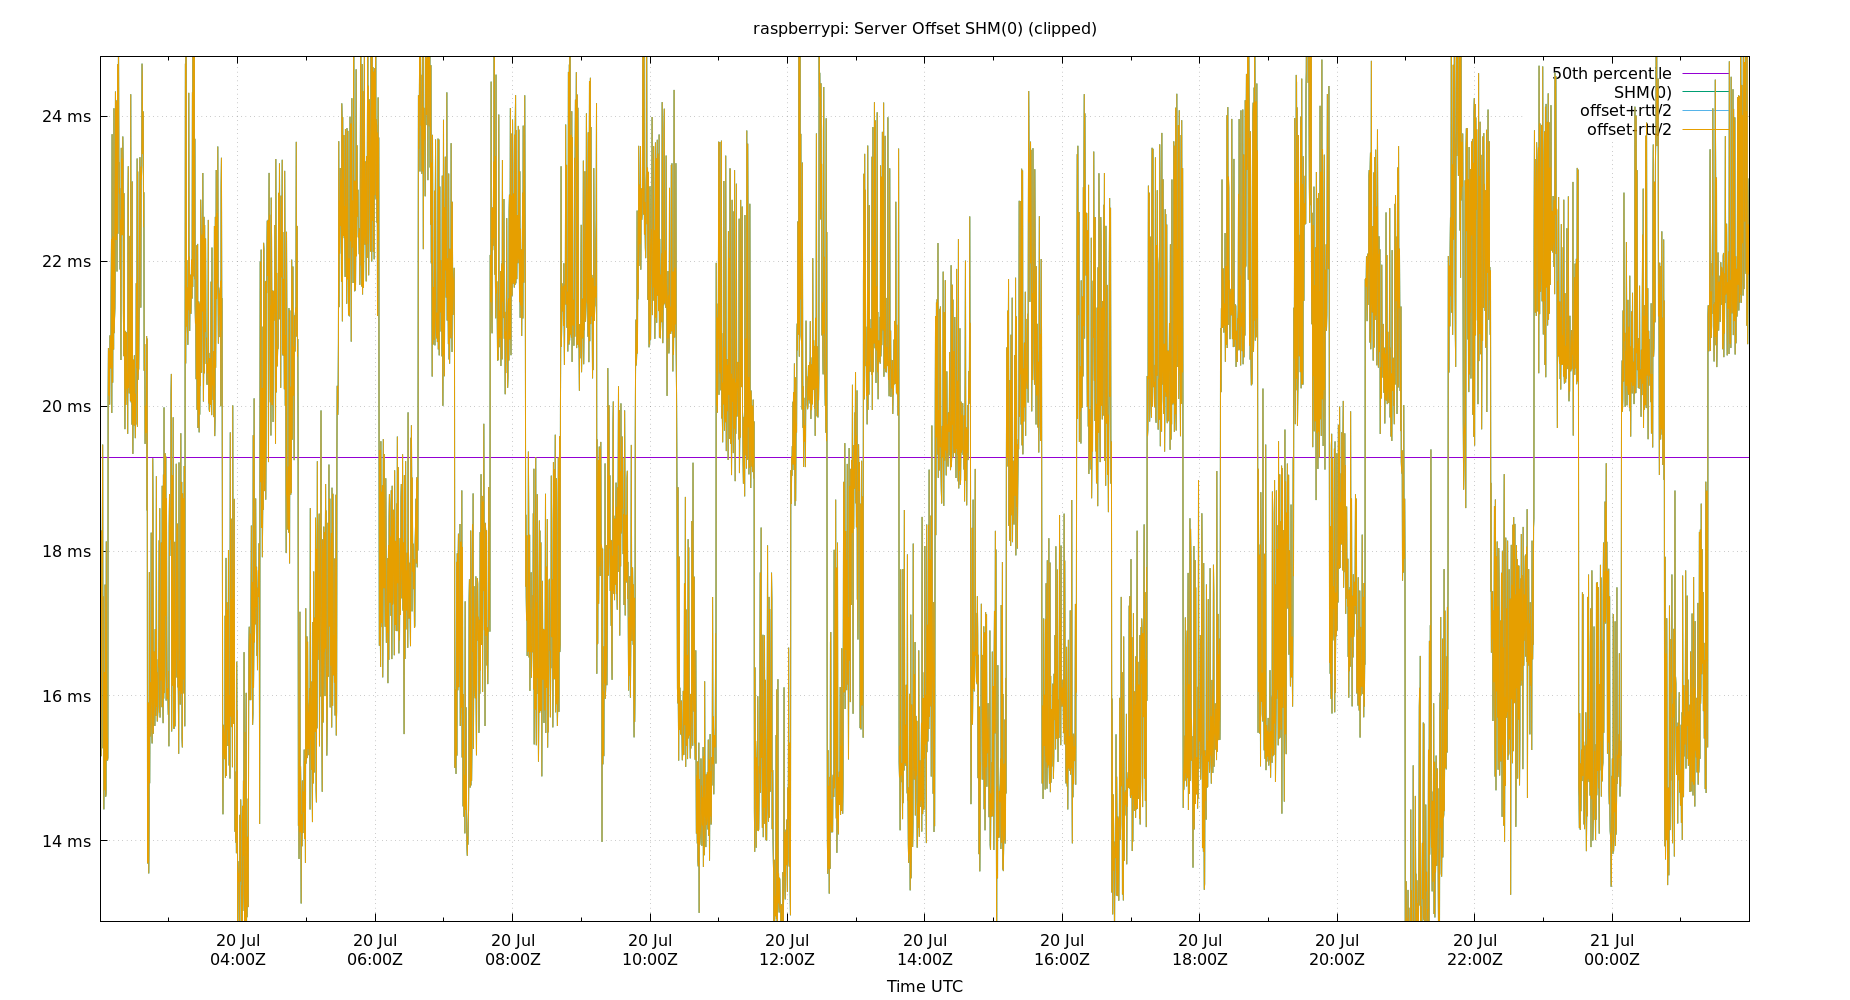 raspberrypi: Server Offset SHM(0) (clipped)
50th percentile
SHM(0)
offset+rtt/2
offset-rtt/2
24 ms
22 ms
20 ms
18 ms
16 ms
14 ms
20 Jul
04:00Z
20 Jul
06:00Z
20 Jul
08:00Z
20 Jul
10:00Z
20 Jul
12:00Z
20 Jul
14:00Z
20 Jul
16:00Z
20 Jul
18:00Z
20 Jul
20:00Z
20 Jul
22:00Z
21 Jul
00:00Z
Time UTC